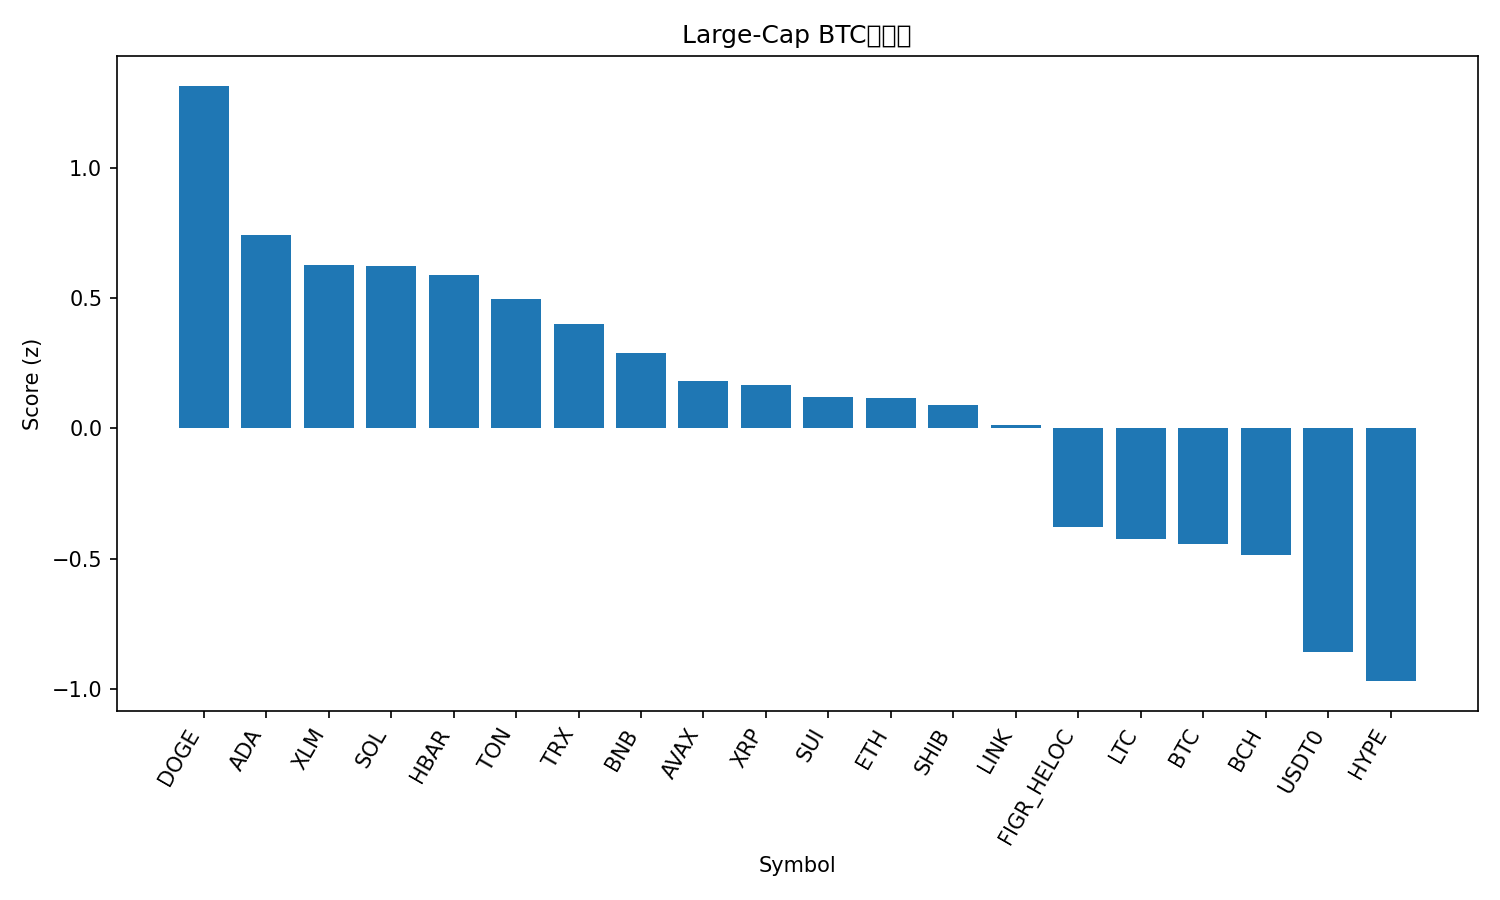 Large-Cap BTC
1.0
0.5
0.0
−0.5
−1.0
Score (z)
DOGE
ADA
XLM
SOL
HBAR
TON
TRX
BNB
AVAX
XRP
SUI
ETH
SHIB
LINK
FIGR_HELOC
LTC
BTC
BCH
USDT0
HYPE
Symbol